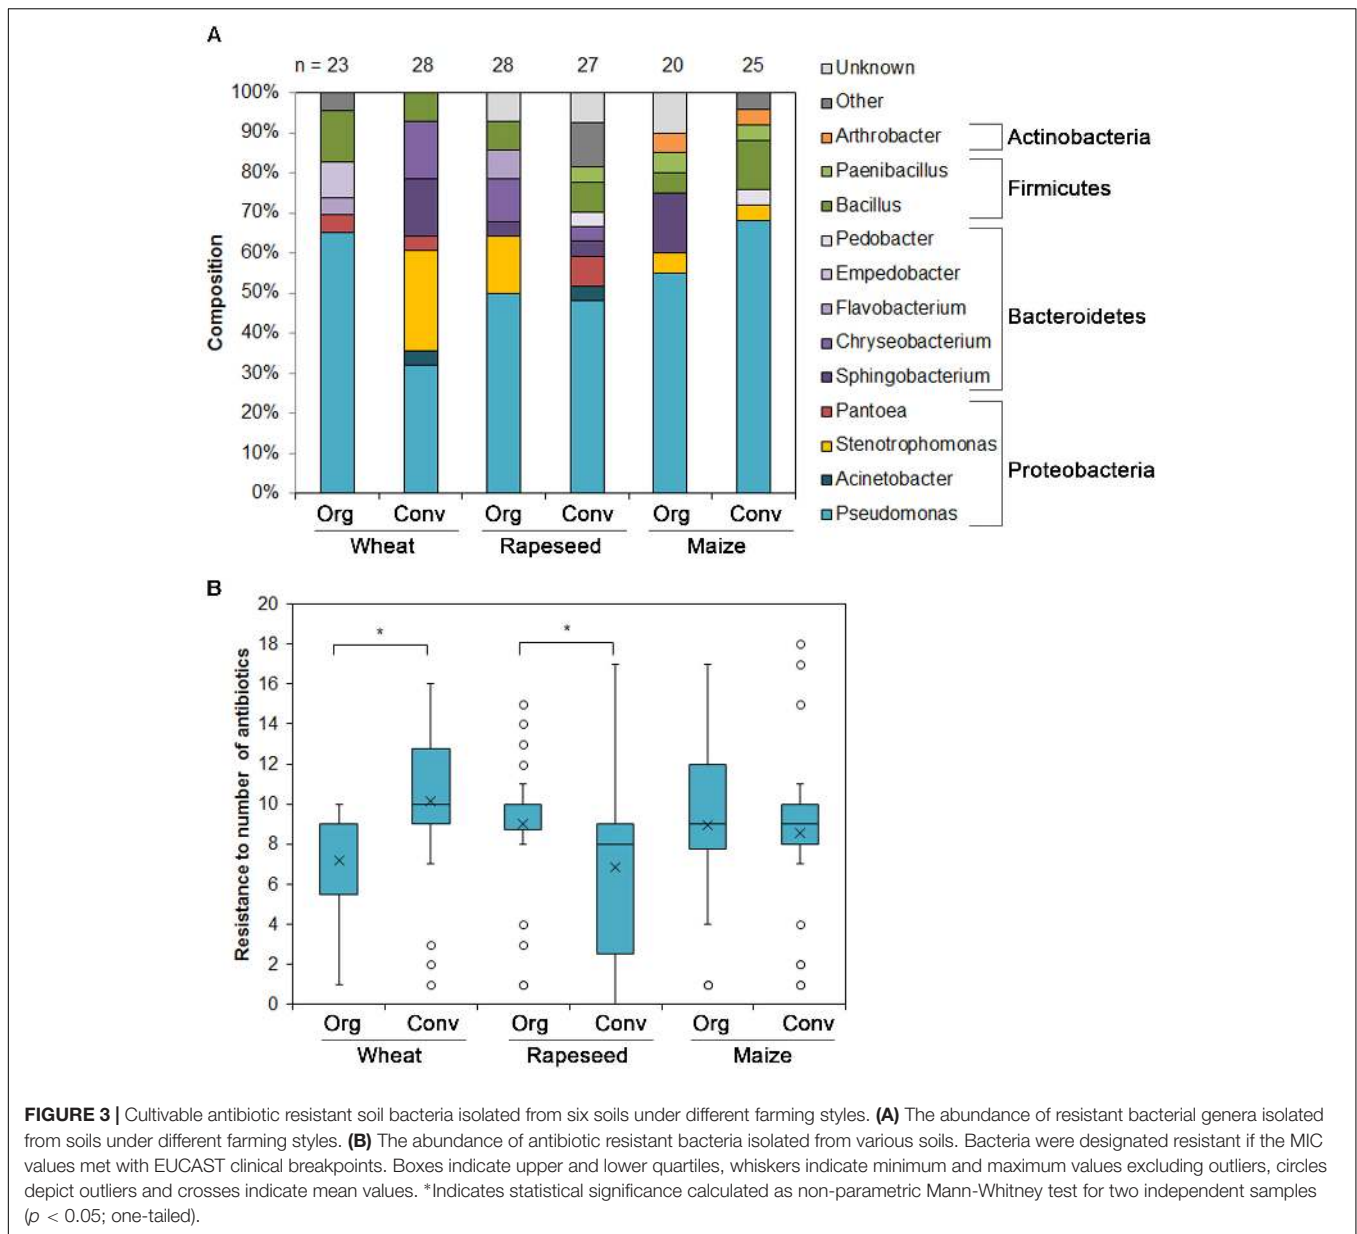 A
n = 23 28 28 27 20 25
100%
90%
80%
70%
60%
50%
40%
30%
20%
10%
0%
Composition
Org Conv Org Conv Org Conv
Wheat Rapeseed Maize
Unknown
Other
Arthrobacter
Paenibacillus
Bacillus
Pedobacter
Empedobacter
Flavobacterium
Chryseobacterium
Sphingobacterium
Pantoea
Stenotrophomonas
Acinetobacter
Pseudomonas
Actinobacteria
Firmicutes
Bacteroidetes
Proteobacteria
B
20
18
16
14
12
10
8
6
4
2
0
Resistance to number of antibiotics
* *
Org Conv Org Conv Org Conv
Wheat Rapeseed Maize
FIGURE 3 | Cultivable antibiotic resistant soil bacteria isolated from six soils under different farming styles. (A) The abundance of resistant bacterial genera isolated
from soils under different farming styles. (B) The abundance of antibiotic resistant bacteria isolated from various soils. Bacteria were designated resistant if the MIC
values met with EUCAST clinical breakpoints. Boxes indicate upper and lower quartiles, whiskers indicate minimum and maximum values excluding outliers, circles
depict outliers and crosses indicate mean values. *Indicates statistical significance calculated as non-parametric Mann-Whitney test for two independent samples
(p < 0.05; one-tailed).